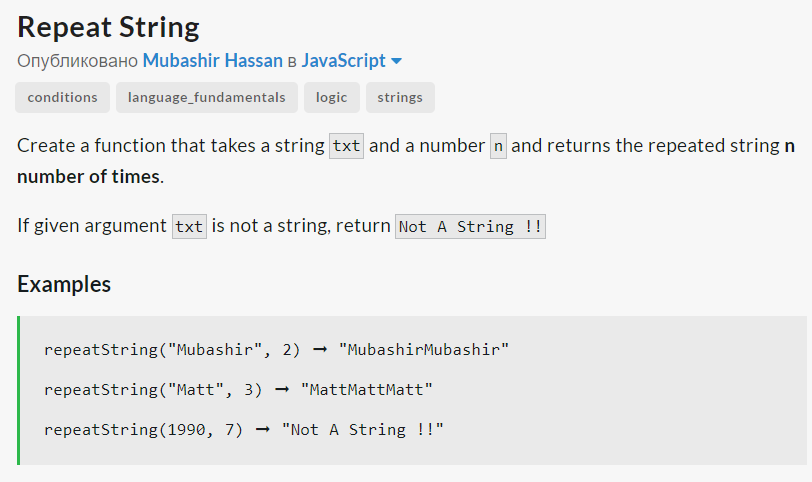 Repeat String
Опубликовано Mubashir Hassan в JavaScript
conditions language_fundamentals logic strings
Create a function that takes a string txt and a number n and returns the repeated string n
number of times.
If given argument txt is not a string, return Not A String !!
Examples
repeatString("Mubashir", 2) ➞ "MubashirMubashir"
repeatString("Matt", 3) ➞ "MattMattMatt"
repeatString(1990, 7) ➞ "Not A String !!"